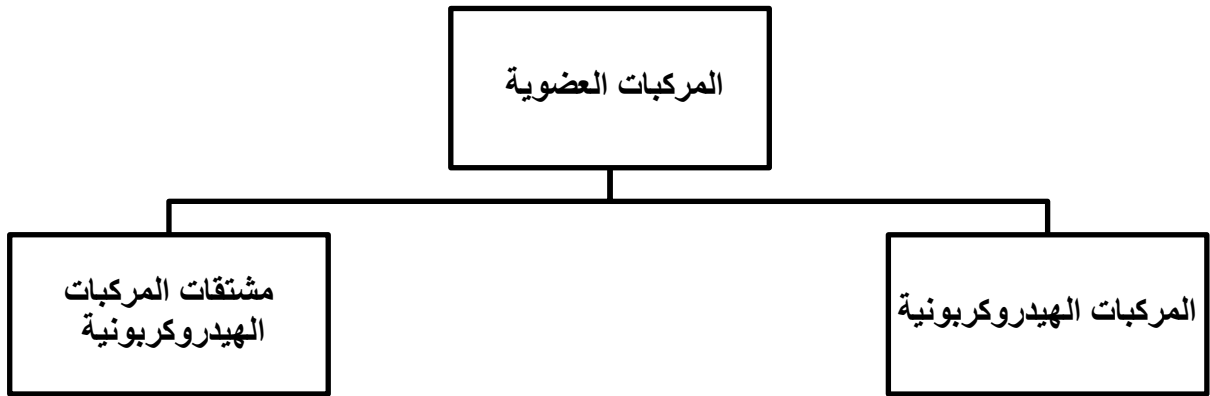 المركبات العضوية
المركبات الهيدروكربونية
مشتقات المركبات
الهيدروكربونية